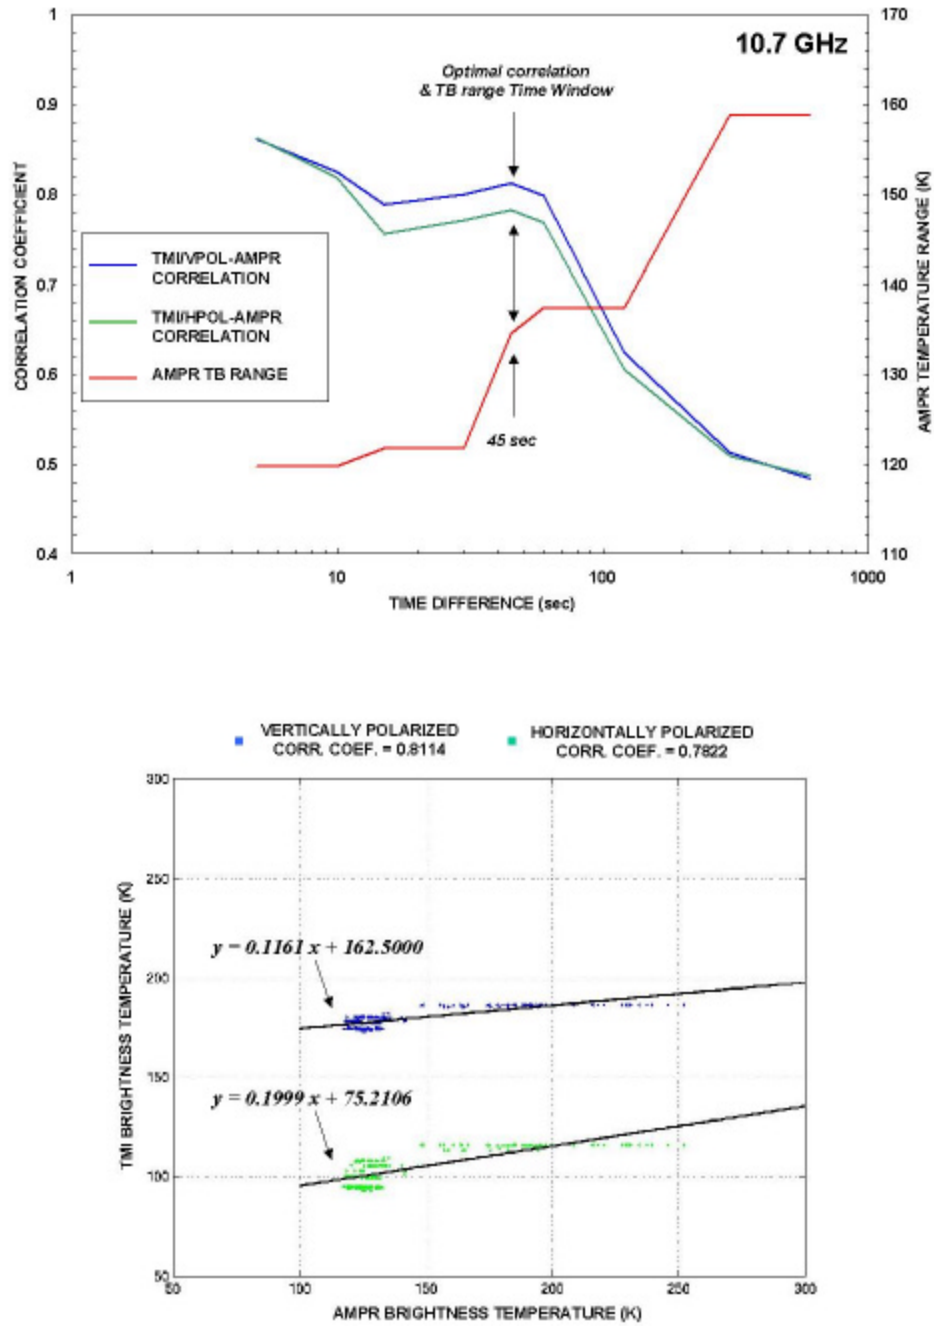 10.7 GHz
Optimal correlation
& TB range Time Window
1
0.9
0.8
0.7
0.6
0.5
0.4
CORRELATION COEFFICIENT
170
160
150
140
130
120
110
AMPR TEMPERATURE RANGE (K)
TMI/VPOL-AMPR
CORRELATION
TMI/HPOL-AMPR
CORRELATION
AMPR TB RANGE
45 sec
1 10 100 1000
TIME DIFFERENCE (sec)
VERTICALLY POLARIZED
CORR. COEF. = 0.8114
HORIZONTALLY POLARIZED
CORR. COEF. = 0.7822
300
250
200
150
100
50
TMI BRIGHTNESS TEMPERATURE (K)
y = 0.1161 x + 162.5000
y = 0.1999 x + 75.2106
50 100 150 200 250 300
AMPR BRIGHTNESS TEMPERATURE (K)